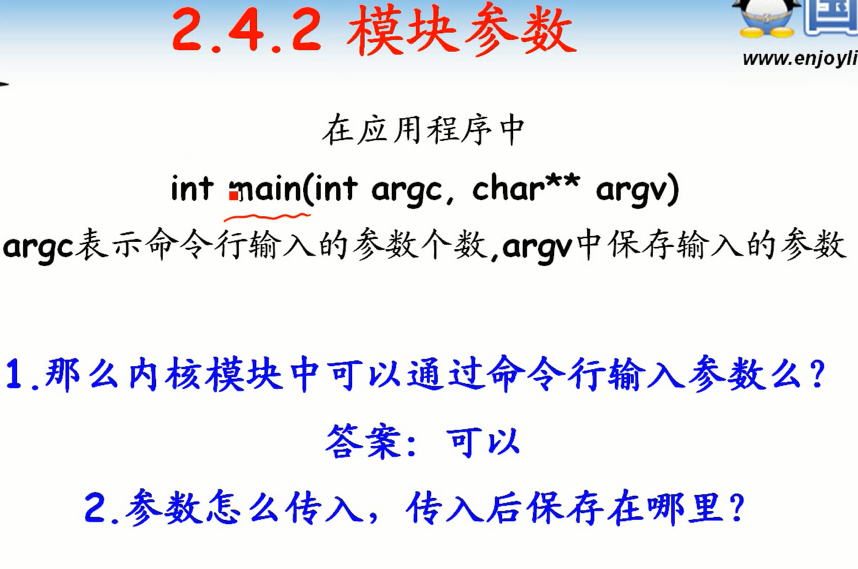 2.4.2 模块参数
国
www.enjoyli
在应用程序中
int main(int argc, char** argv)
argc表示命令行输入的参数个数,argv中保存输入的参数
1.那么内核模块中可以通过命令行输入参数么?
答案: 可以
2.参数怎么传入，传入后保存在哪里?